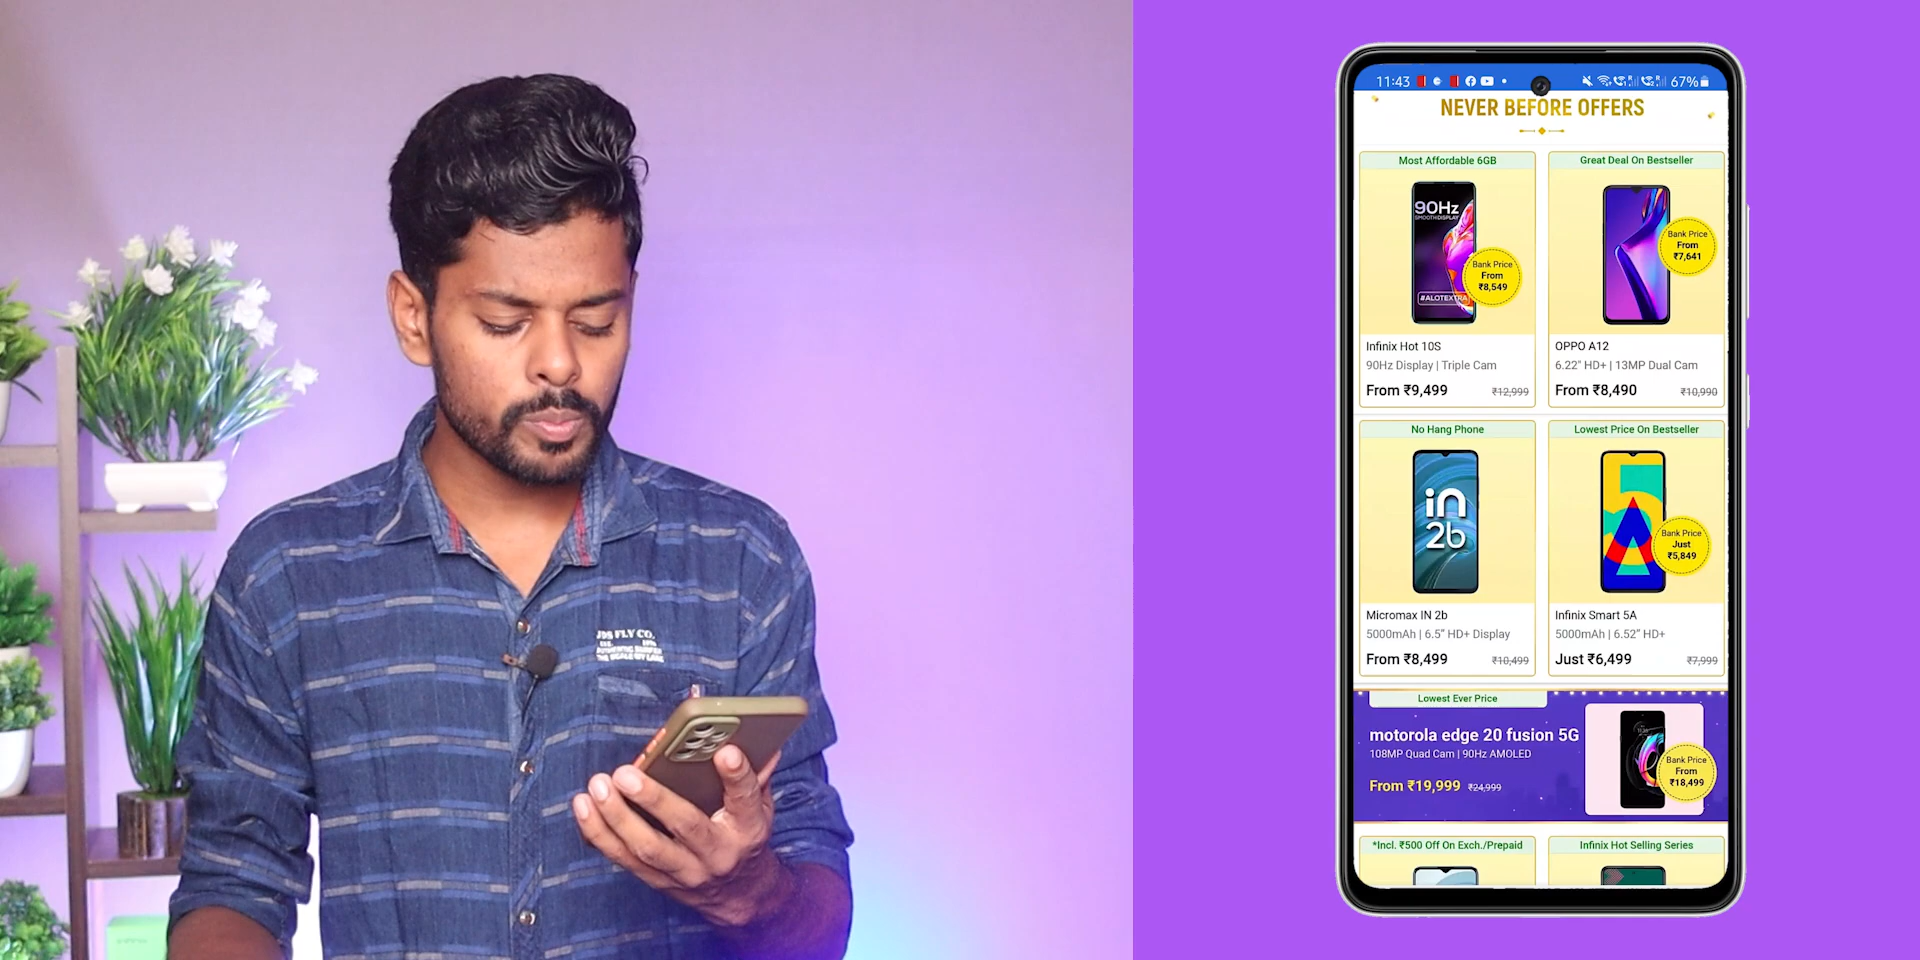 JDS FLY CO.
11:43
67%
NEVER BEFORE OFFERS
Most Affordable 6GB
90Hz
SMOOTH DISPLAY
#ALOTEXTRA
Bank Price
From
₹8,549
Infinix Hot 10S
90Hz Display | Triple Cam
From ₹9,499 ₹12,999
Great Deal On Bestseller
Bank Price
From
₹7,641
OPPO A12
6.22" HD+ | 13MP Dual Cam
From ₹8,490 ₹10,990
No Hang Phone
in
2b
Micromax IN 2b
5000mAh | 6.5" HD+ Display
From ₹8,499 ₹10,499
Lowest Price On Bestseller
5
A
Bank Price
Just
₹5,849
Infinix Smart 5A
5000mAh | 6.52" HD+
Just ₹6,499 ₹7,999
Lowest Ever Price
motorola edge 20 fusion 5G
108MP Quad Cam | 90Hz AMOLED
From ₹19,999 ₹24,999
Bank Price
From
₹18,499
*Incl. ₹500 Off On Exch./Prepaid
Infinix Hot Selling Series